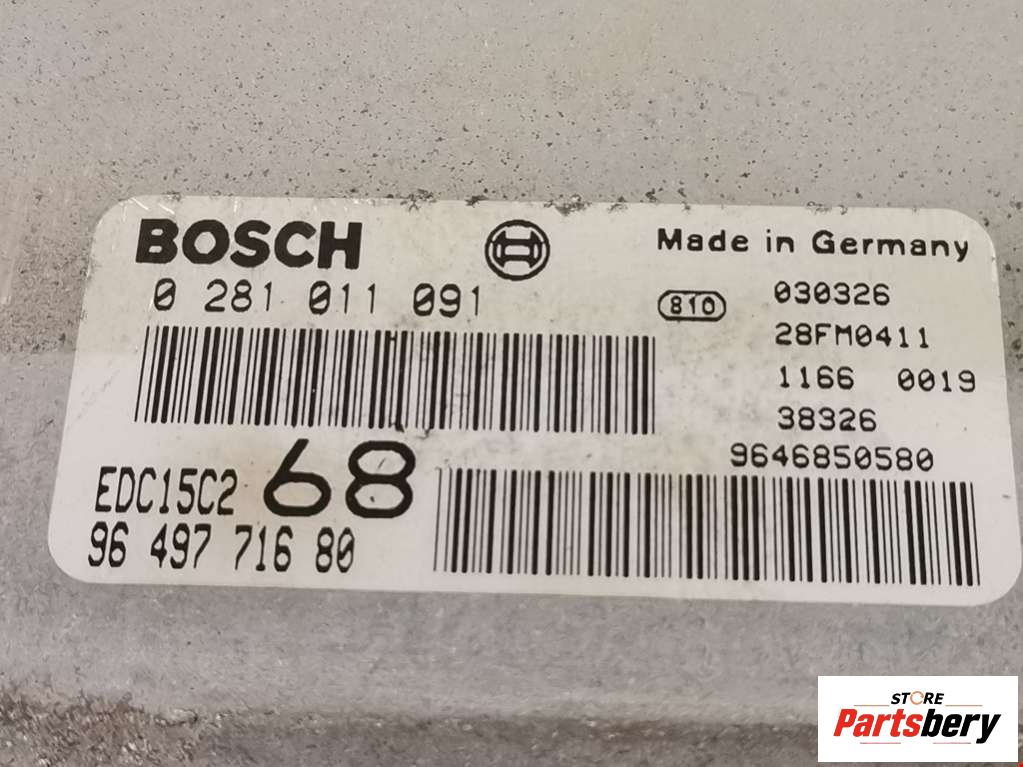 BOSCH
Made in Germany
0 281 011 091
810
030326
28FM0411
1166 0019
38326
9646850580
EDC15C2 68
96 497 716 80
STORE
Partsbery